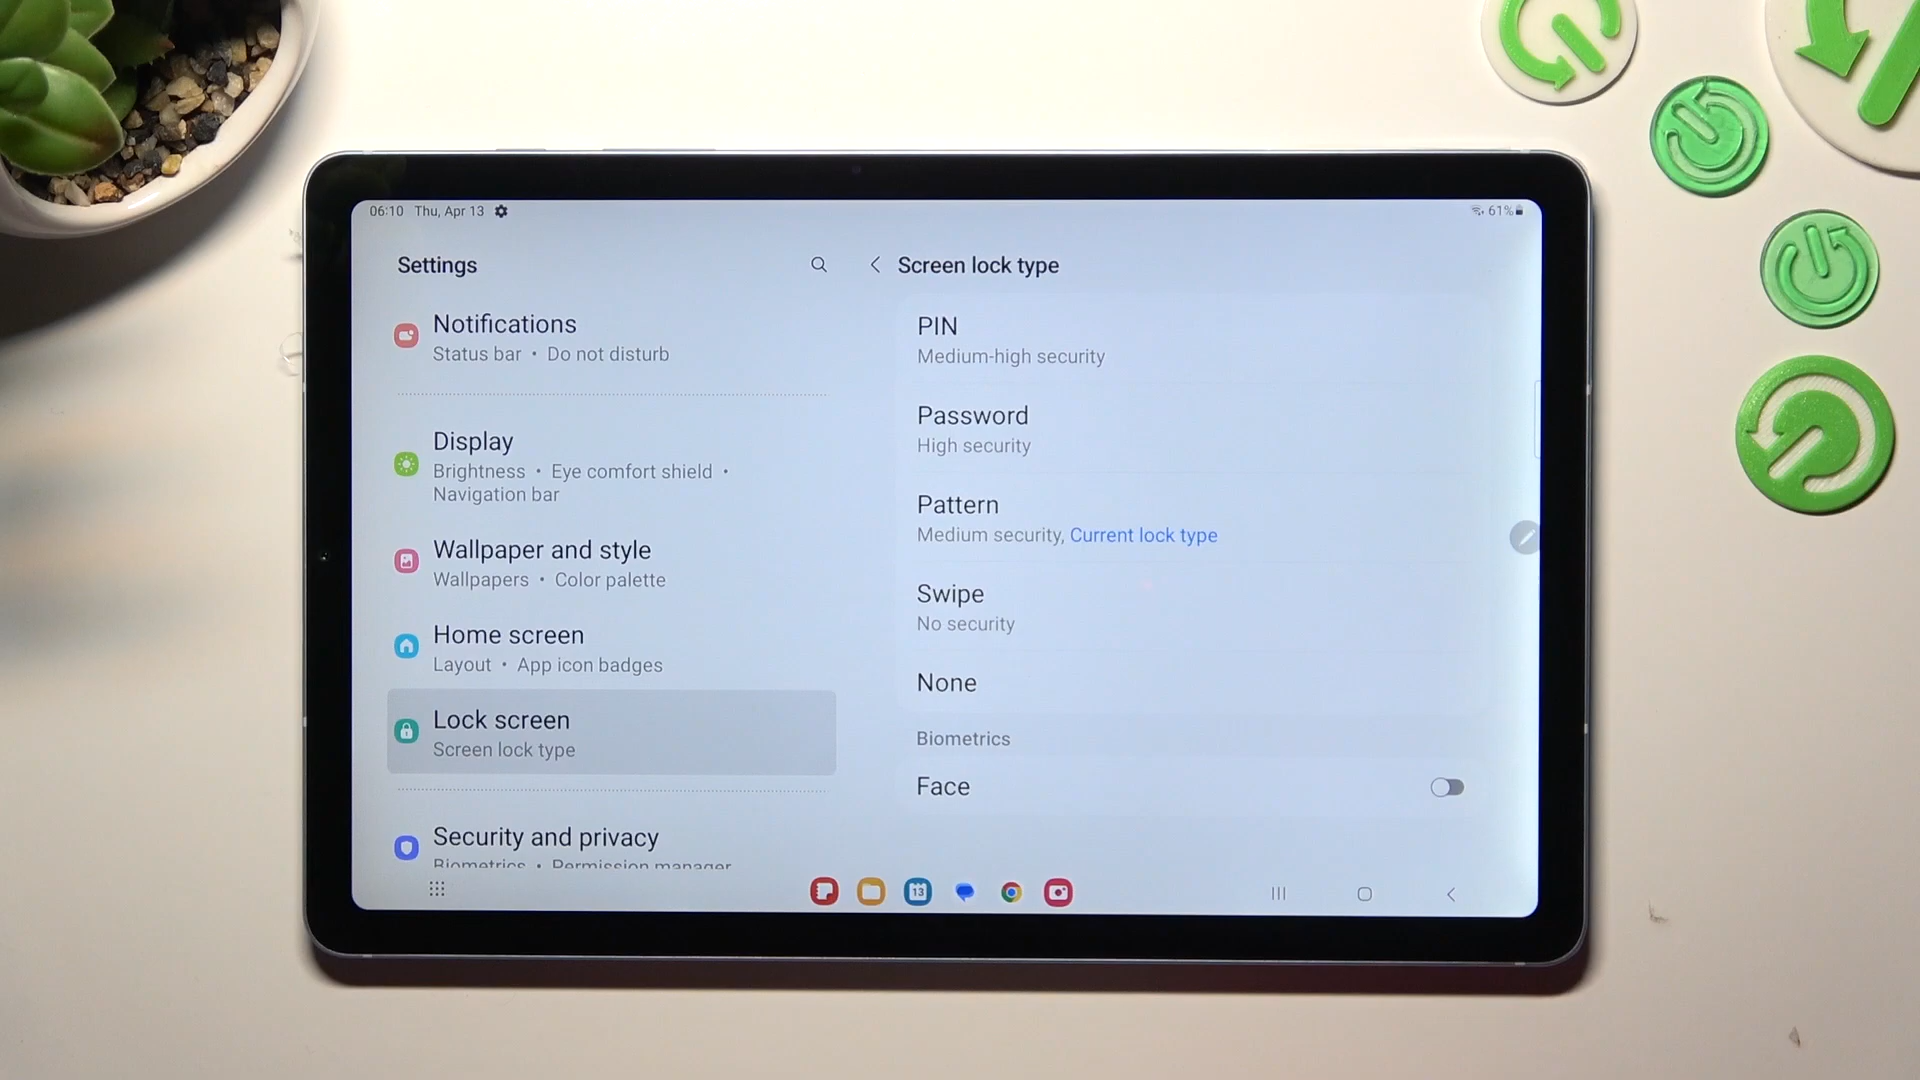 06:10 Thu, Apr 13
61%
Settings
Notifications
Status bar • Do not disturb
Display
Brightness • Eye comfort shield •
Navigation bar
Wallpaper and style
Wallpapers • Color palette
Home screen
Layout • App icon badges
Lock screen
Screen lock type
Security and privacy
Biometrics • Permission manager
Screen lock type
PIN
Medium-high security
Password
High security
Pattern
Medium security, Current lock type
Swipe
No security
None
Biometrics
Face
13